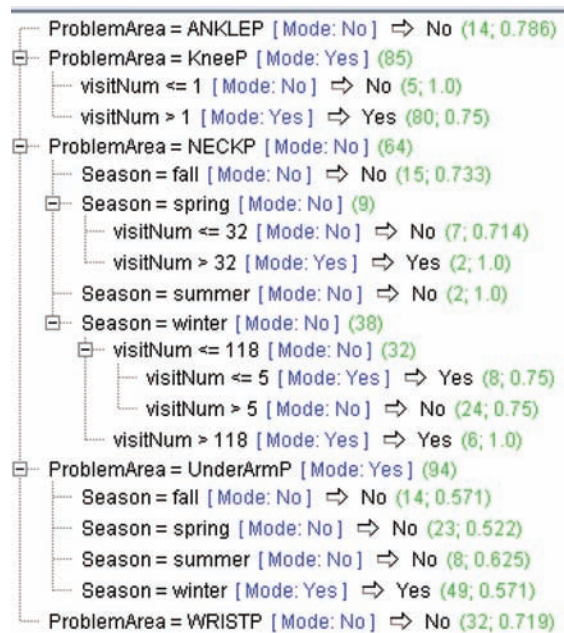 ProblemArea = ANKLEP [Mode: No] ⇨ No (14; 0.786)
ProblemArea = KneeP [Mode: Yes] (85)
visitNum <= 1 [Mode: No] ⇨ No (5; 1.0)
visitNum > 1 [Mode: Yes] ⇨ Yes (80; 0.75)
ProblemArea = NECKP [Mode: No] (64)
Season = fall [Mode: No] ⇨ No (15; 0.733)
Season = spring [Mode: No] (9)
visitNum <= 32 [Mode: No] ⇨ No (7; 0.714)
visitNum > 32 [Mode: Yes] ⇨ Yes (2; 1.0)
Season = summer [Mode: No] ⇨ No (2; 1.0)
Season = winter [Mode: No] (38)
visitNum <= 118 [Mode: No] (32)
visitNum <= 5 [Mode: Yes] ⇨ Yes (8; 0.75)
visitNum > 5 [Mode: No] ⇨ No (24; 0.75)
visitNum > 118 [Mode: Yes] ⇨ Yes (6; 1.0)
ProblemArea = UnderArmP [Mode: Yes] (94)
Season = fall [Mode: No] ⇨ No (14; 0.571)
Season = spring [Mode: No] ⇨ No (23; 0.522)
Season = summer [Mode: No] ⇨ No (8; 0.625)
Season = winter [Mode: Yes] ⇨ Yes (49; 0.571)
ProblemArea = WRISTP [Mode: No] ⇨ No (32; 0.719)